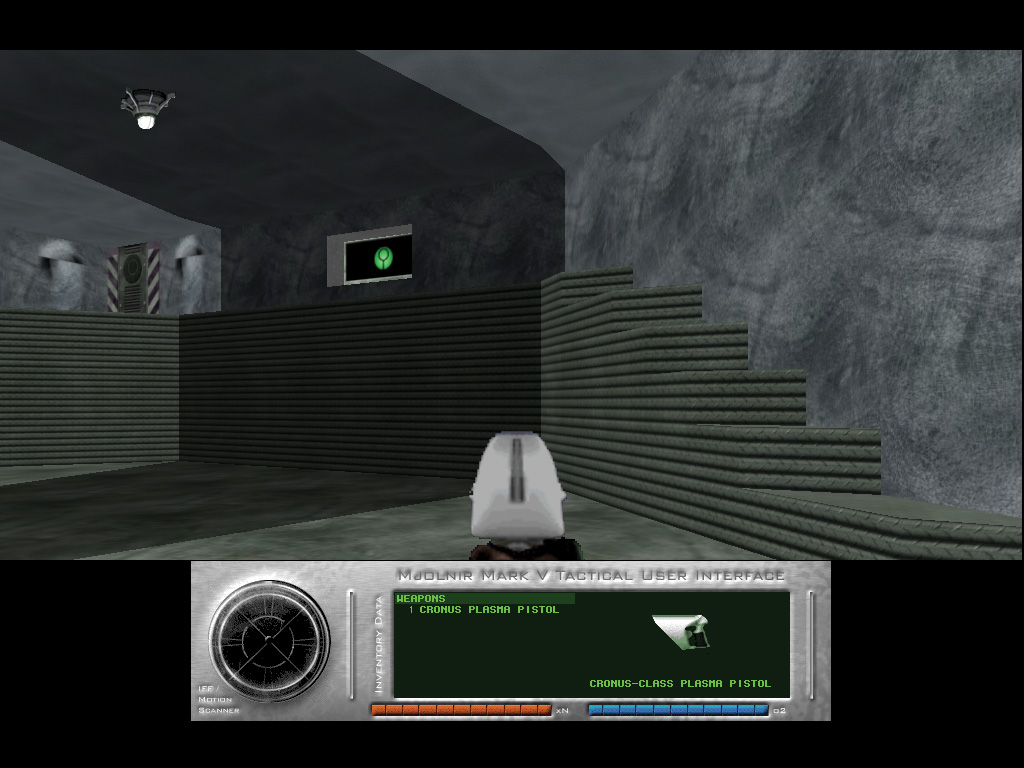 Mjolnir Mark V Tactical User Interface
Inventory Data
WEAPONS
1 CRONUS PLASMA PISTOL
CRONUS-CLASS PLASMA PISTOL
IFF /
Motion
Scanner
xN
o2